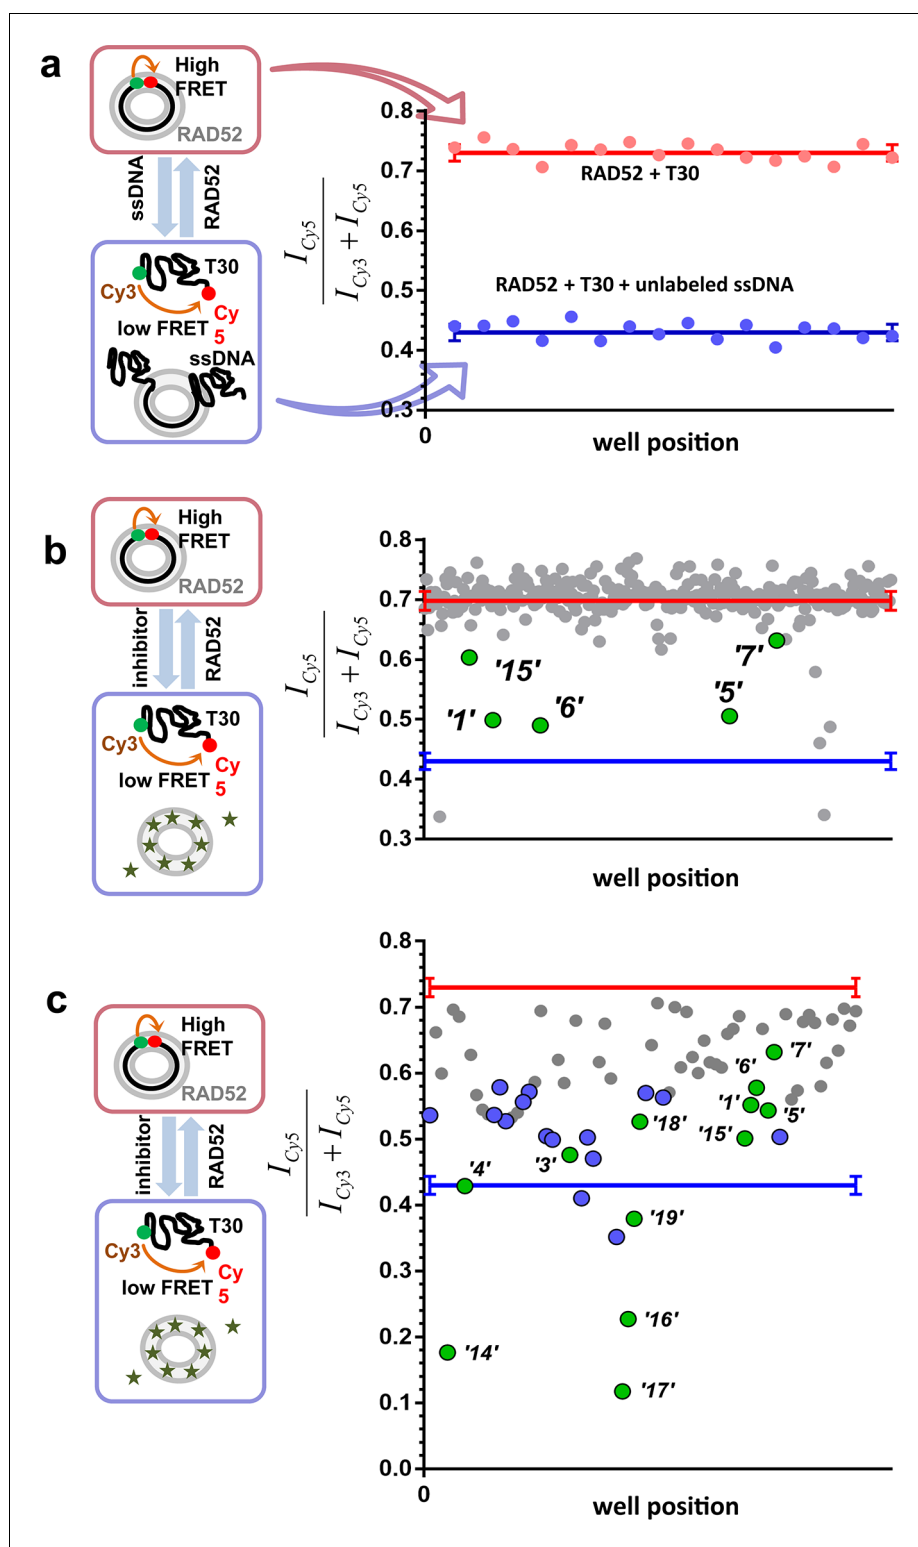 a
High
FRET
RAD52
ssDNA
RAD52
T30
Cy3
Cy
5
low FRET
ssDNA
I_Cy5
I_Cy3 + I_Cy5
0.8
0.7
0.6
0.5
0.4
0.3
0
RAD52 + T30
RAD52 + T30 + unlabeled ssDNA
well position
b
High
FRET
RAD52
inhibitor
RAD52
T30
Cy3
Cy
5
low FRET
I_Cy5
I_Cy3 + I_Cy5
0.8
0.7
0.6
0.5
0.4
0.3
'15'
'1'
'6'
'5'
'7'
well position
c
High
FRET
RAD52
inhibitor
RAD52
T30
Cy3
Cy
5
low FRET
I_Cy5
I_Cy3 + I_Cy5
0.8
0.7
0.6
0.5
0.4
0.3
0.2
0.1
0.0
0
'7'
'6'
'1'
'5'
'18'
'15'
'3'
'4'
'19'
'16'
'14'
'17'
well position